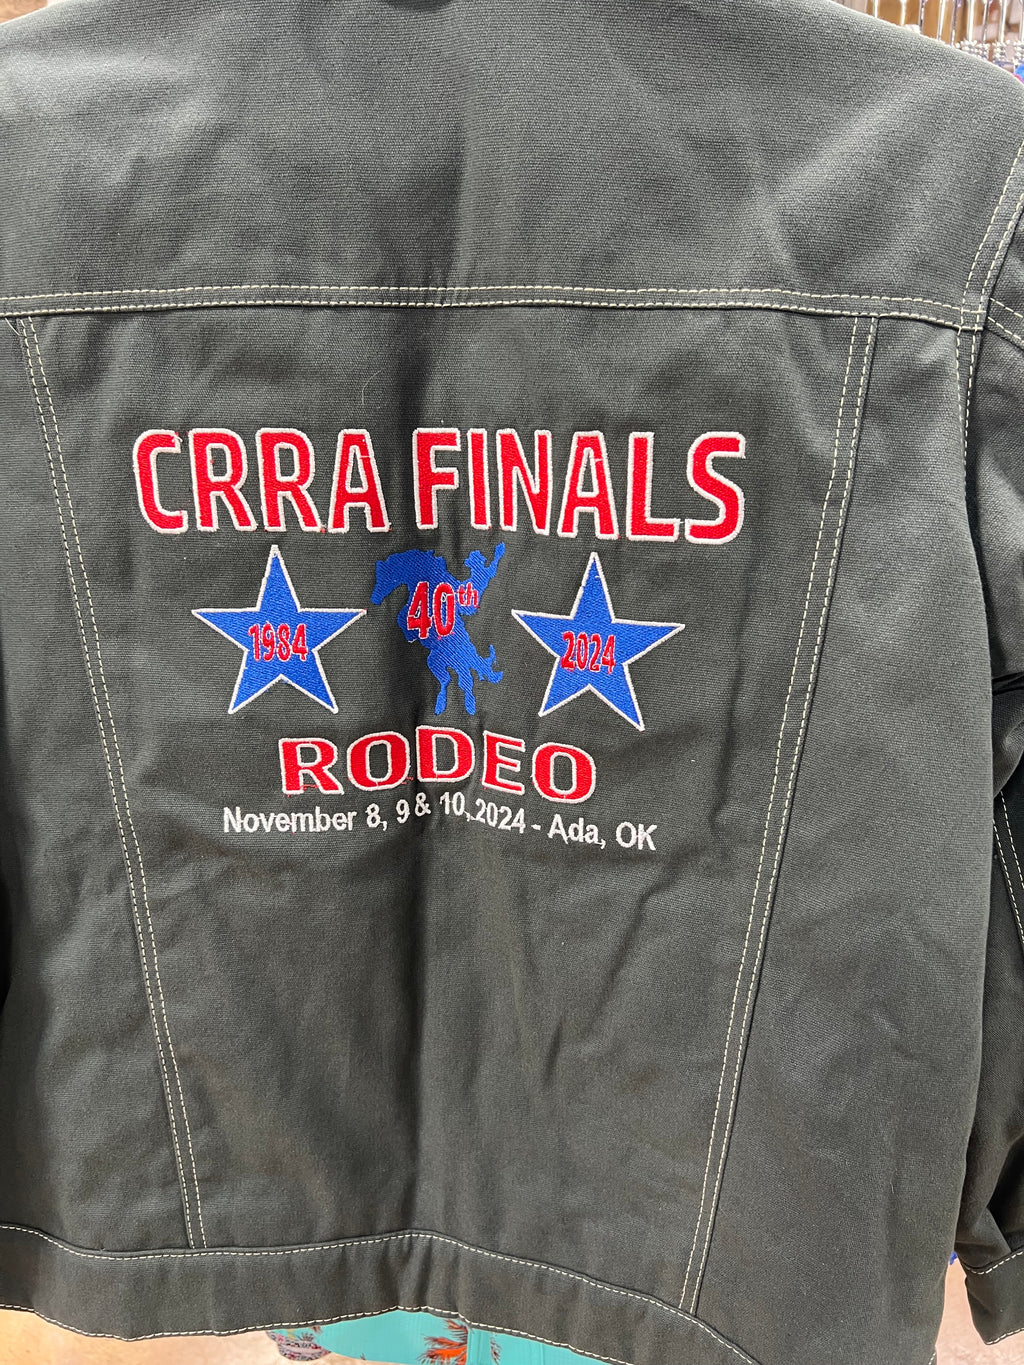 CRRA FINALS
1984 40th 2024
RODEO
November 8, 9 & 10, 2024 - Ada, OK